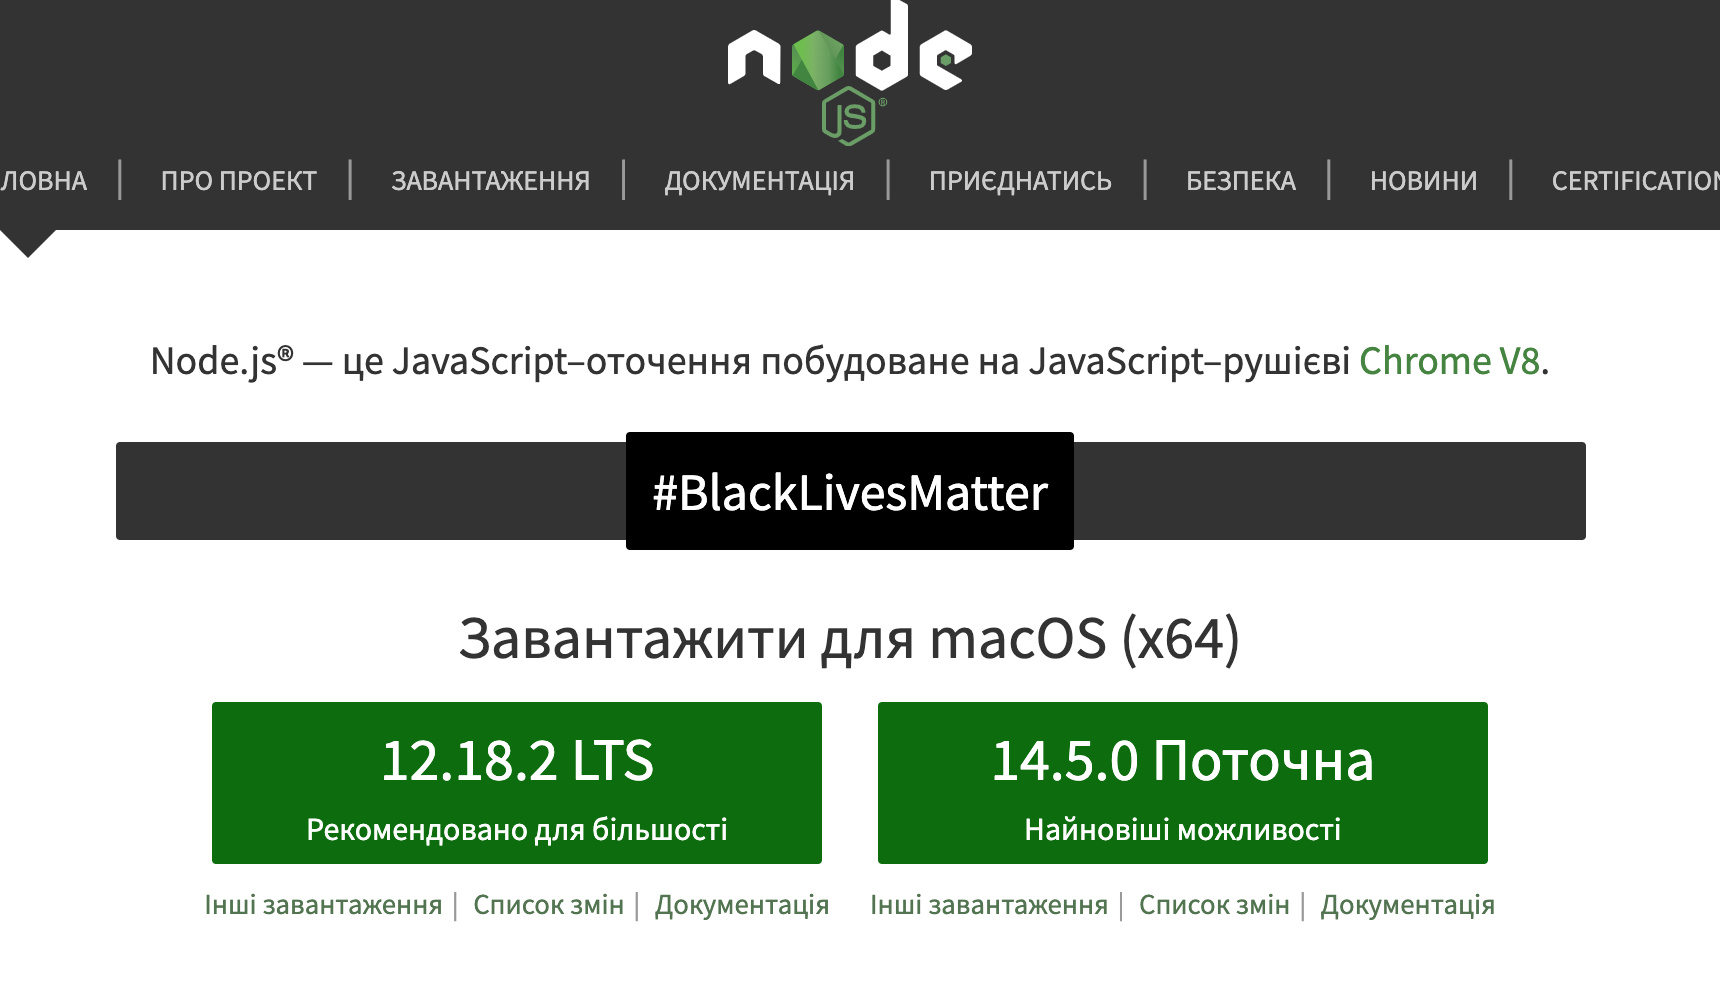 node
JS®
ЛОВНА | ПРО ПРОЕКТ | ЗАВАНТАЖЕННЯ | ДОКУМЕНТАЦІЯ | ПРИЄДНАТИСЬ | БЕЗПЕКА | НОВИНИ | CERTIFICATION
Node.js® — це JavaScript–оточення побудоване на JavaScript–рушієві Chrome V8.
#BlackLivesMatter
Завантажити для macOS (x64)
12.18.2 LTS
Рекомендовано для більшості
Інші завантаження | Список змін | Документація
14.5.0 Поточна
Найновіші можливості
Інші завантаження | Список змін | Документація